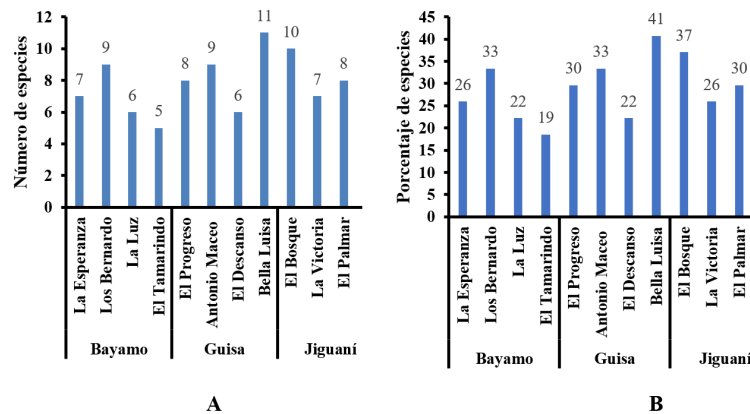 12
10
8
6
4
2
0
Número de especies
7
9
6
5
8
9
6
11
10
7
8
La Esperanza
Los Bernardo
La Luz
El Tamarindo
El Progreso
Antonio Maceo
El Descanso
Bella Luisa
El Bosque
La Victoria
El Palmar
Bayamo
Guisa
Jiguaní
A
45
40
35
30
25
20
15
10
5
0
Porcentaje de especies
26
33
22
19
30
33
22
41
37
26
30
La Esperanza
Los Bernardo
La Luz
El Tamarindo
El Progreso
Antonio Maceo
El Descanso
Bella Luisa
El Bosque
La Victoria
El Palmar
Bayamo
Guisa
Jiguaní
B